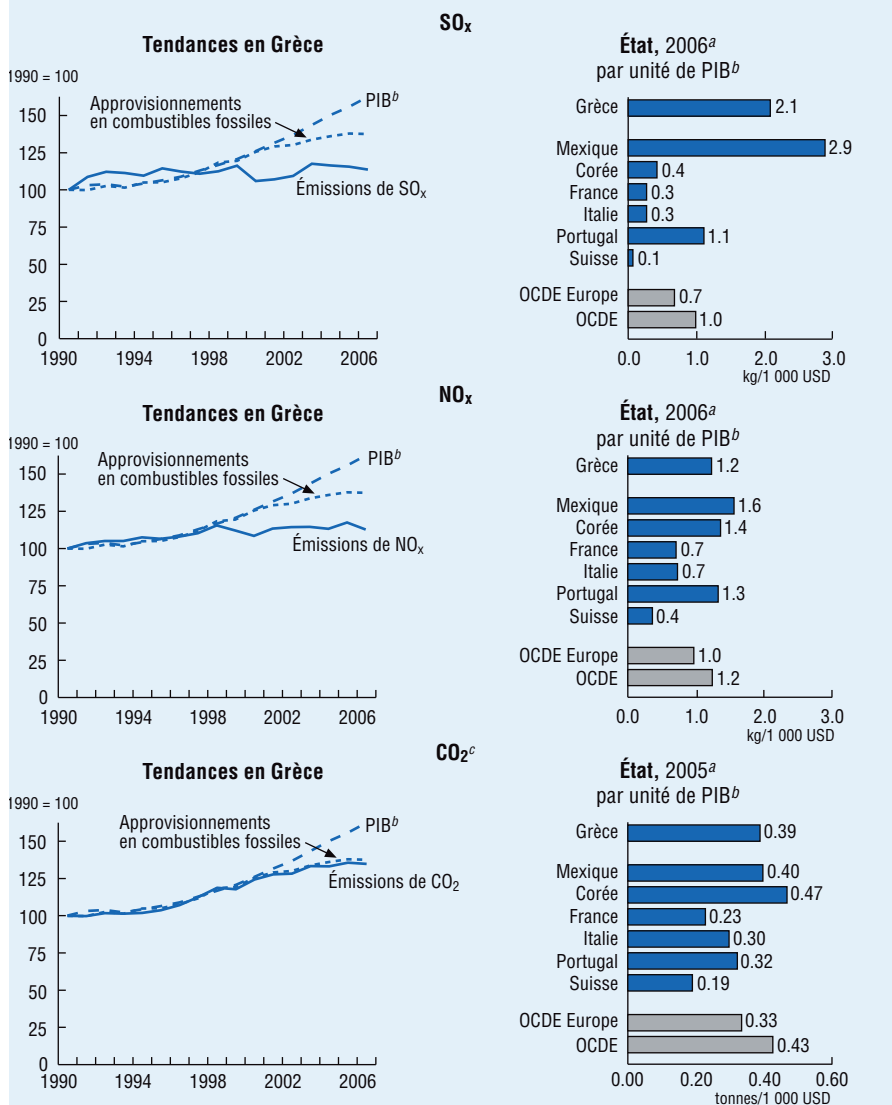 SOx
Tendances en Grèce
1990 = 100
150
125
100
75
50
25
0
1990 1994 1998 2002 2006
Approvisionnements
en combustibles fossiles
PIBb
Émissions de SOx
État, 2006a
par unité de PIBb
Grèce 2.1
Mexique 2.9
Corée 0.4
France 0.3
Italie 0.3
Portugal 1.1
Suisse 0.1
OCDE Europe 0.7
OCDE 1.0
0.0 1.0 2.0 3.0
kg/1 000 USD
NOx
Tendances en Grèce
1990 = 100
150
125
100
75
50
25
0
1990 1994 1998 2002 2006
Approvisionnements
en combustibles fossiles
PIBb
Émissions de NOx
État, 2006a
par unité de PIBb
Grèce 1.2
Mexique 1.6
Corée 1.4
France 0.7
Italie 0.7
Portugal 1.3
Suisse 0.4
OCDE Europe 1.0
OCDE 1.2
0.0 1.0 2.0 3.0
kg/1 000 USD
CO2c
Tendances en Grèce
1990 = 100
150
125
100
75
50
25
0
1990 1994 1998 2002 2006
Approvisionnements
en combustibles fossiles
PIBb
Émissions de CO2
État, 2005a
par unité de PIBb
Grèce 0.39
Mexique 0.40
Corée 0.47
France 0.23
Italie 0.30
Portugal 0.32
Suisse 0.19
OCDE Europe 0.33
OCDE 0.43
0.00 0.20 0.40 0.60
tonnes/1 000 USD